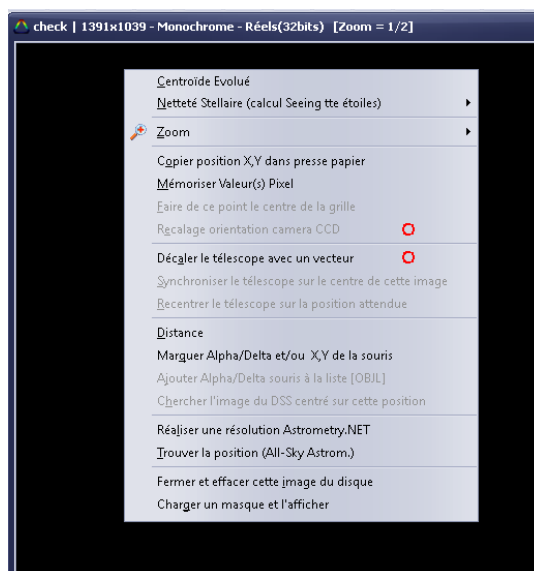 check | 1391x1039 - Monochrome - Réels(32bits) [Zoom = 1/2]
Centroïde Evolué
Netteté Stellaire (calcul Seeing tte étoiles)
Zoom
Copier position X,Y dans presse papier
Mémoriser Valeur(s) Pixel
Faire de ce point le centre de la grille
Recalage orientation camera CCD
Décaler le télescope avec un vecteur
Synchroniser le télescope sur le centre de cette image
Recentrer le télescope sur la position attendue
Distance
Marquer Alpha/Delta et/ou X,Y de la souris
Ajouter Alpha/Delta souris à la liste [OBJL]
Chercher l'image du DSS centré sur cette position
Réaliser une résolution Astrometry.NET
Trouver la position (All-Sky Astrom.)
Fermer et effacer cette image du disque
Charger un masque et l'afficher